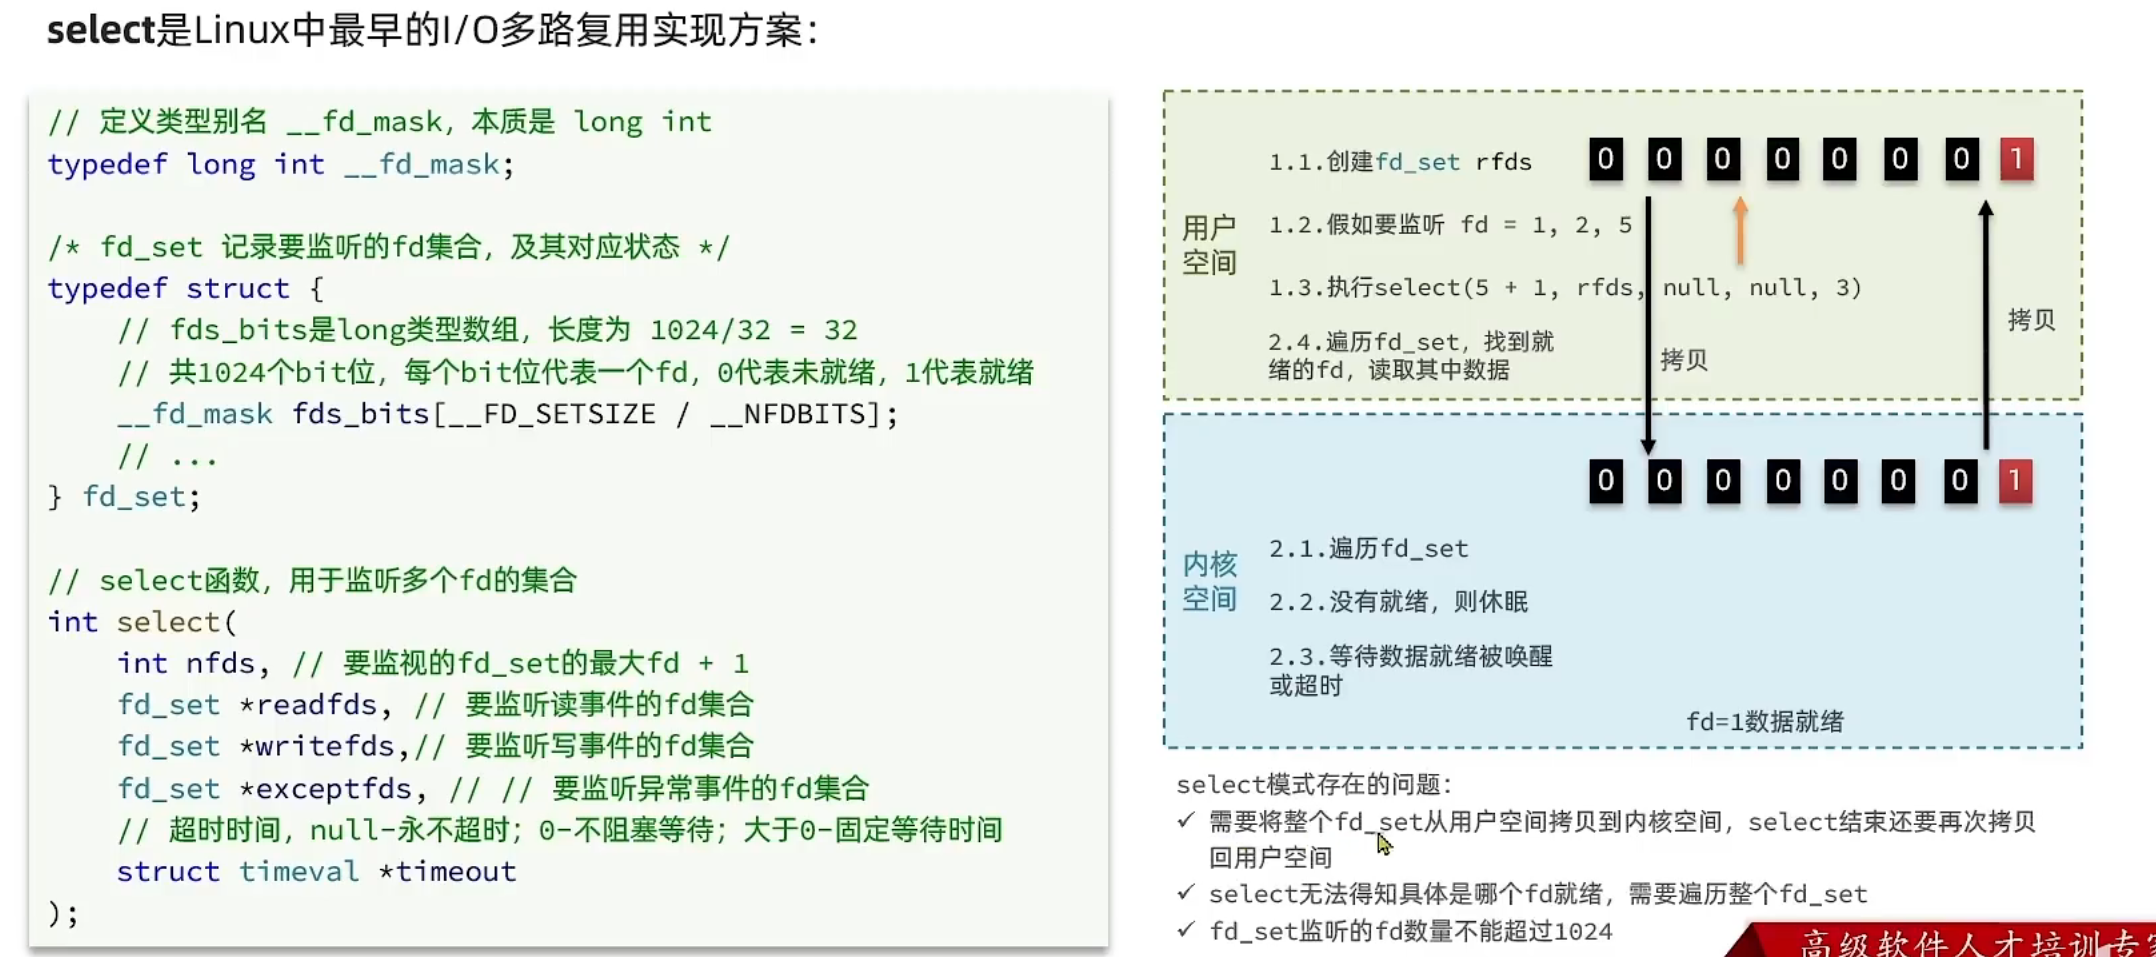 select是Linux中最早的I/O多路复用实现方案：
// 定义类型别名 __fd_mask，本质是 long int
typedef long int __fd_mask;
/* fd_set 记录要监听的fd集合，及其对应状态 */
typedef struct {
// fds_bits是long类型数组，长度为 1024/32 = 32
// 共1024个bit位，每个bit位代表一个fd，0代表未就绪，1代表就绪
__fd_mask fds_bits[__FD_SETSIZE / __NFDBITS];
// ...
} fd_set;
// select函数，用于监听多个fd的集合
int select(
int nfds, // 要监视的fd_set的最大fd + 1
fd_set *readfds, // 要监听读事件的fd集合
fd_set *writefds,// 要监听写事件的fd集合
fd_set *exceptfds, // // 要监听异常事件的fd集合
// 超时时间，null-永不超时；0-不阻塞等待；大于0-固定等待时间
struct timeval *timeout
);
用户
空间
1.1.创建fd_set rfds
0 0 0 0 0 0 0 1
1.2.假如要监听 fd = 1, 2, 5
1.3.执行select(5 + 1, rfds, null, null, 3)
2.4.遍历fd_set，找到就
绪的fd，读取其中数据
拷贝
拷贝
内核
空间
0 0 0 0 0 0 0 1
2.1.遍历fd_set
2.2.没有就绪，则休眠
2.3.等待数据就绪被唤醒
或超时
fd=1数据就绪
select模式存在的问题：
✓ 需要将整个fd_set从用户空间拷贝到内核空间，select结束还要再次拷贝
回用户空间
✓ select无法得知具体是哪个fd就绪，需要遍历整个fd_set
✓ fd_set监听的fd数量不能超过1024
高级软件人才培训专